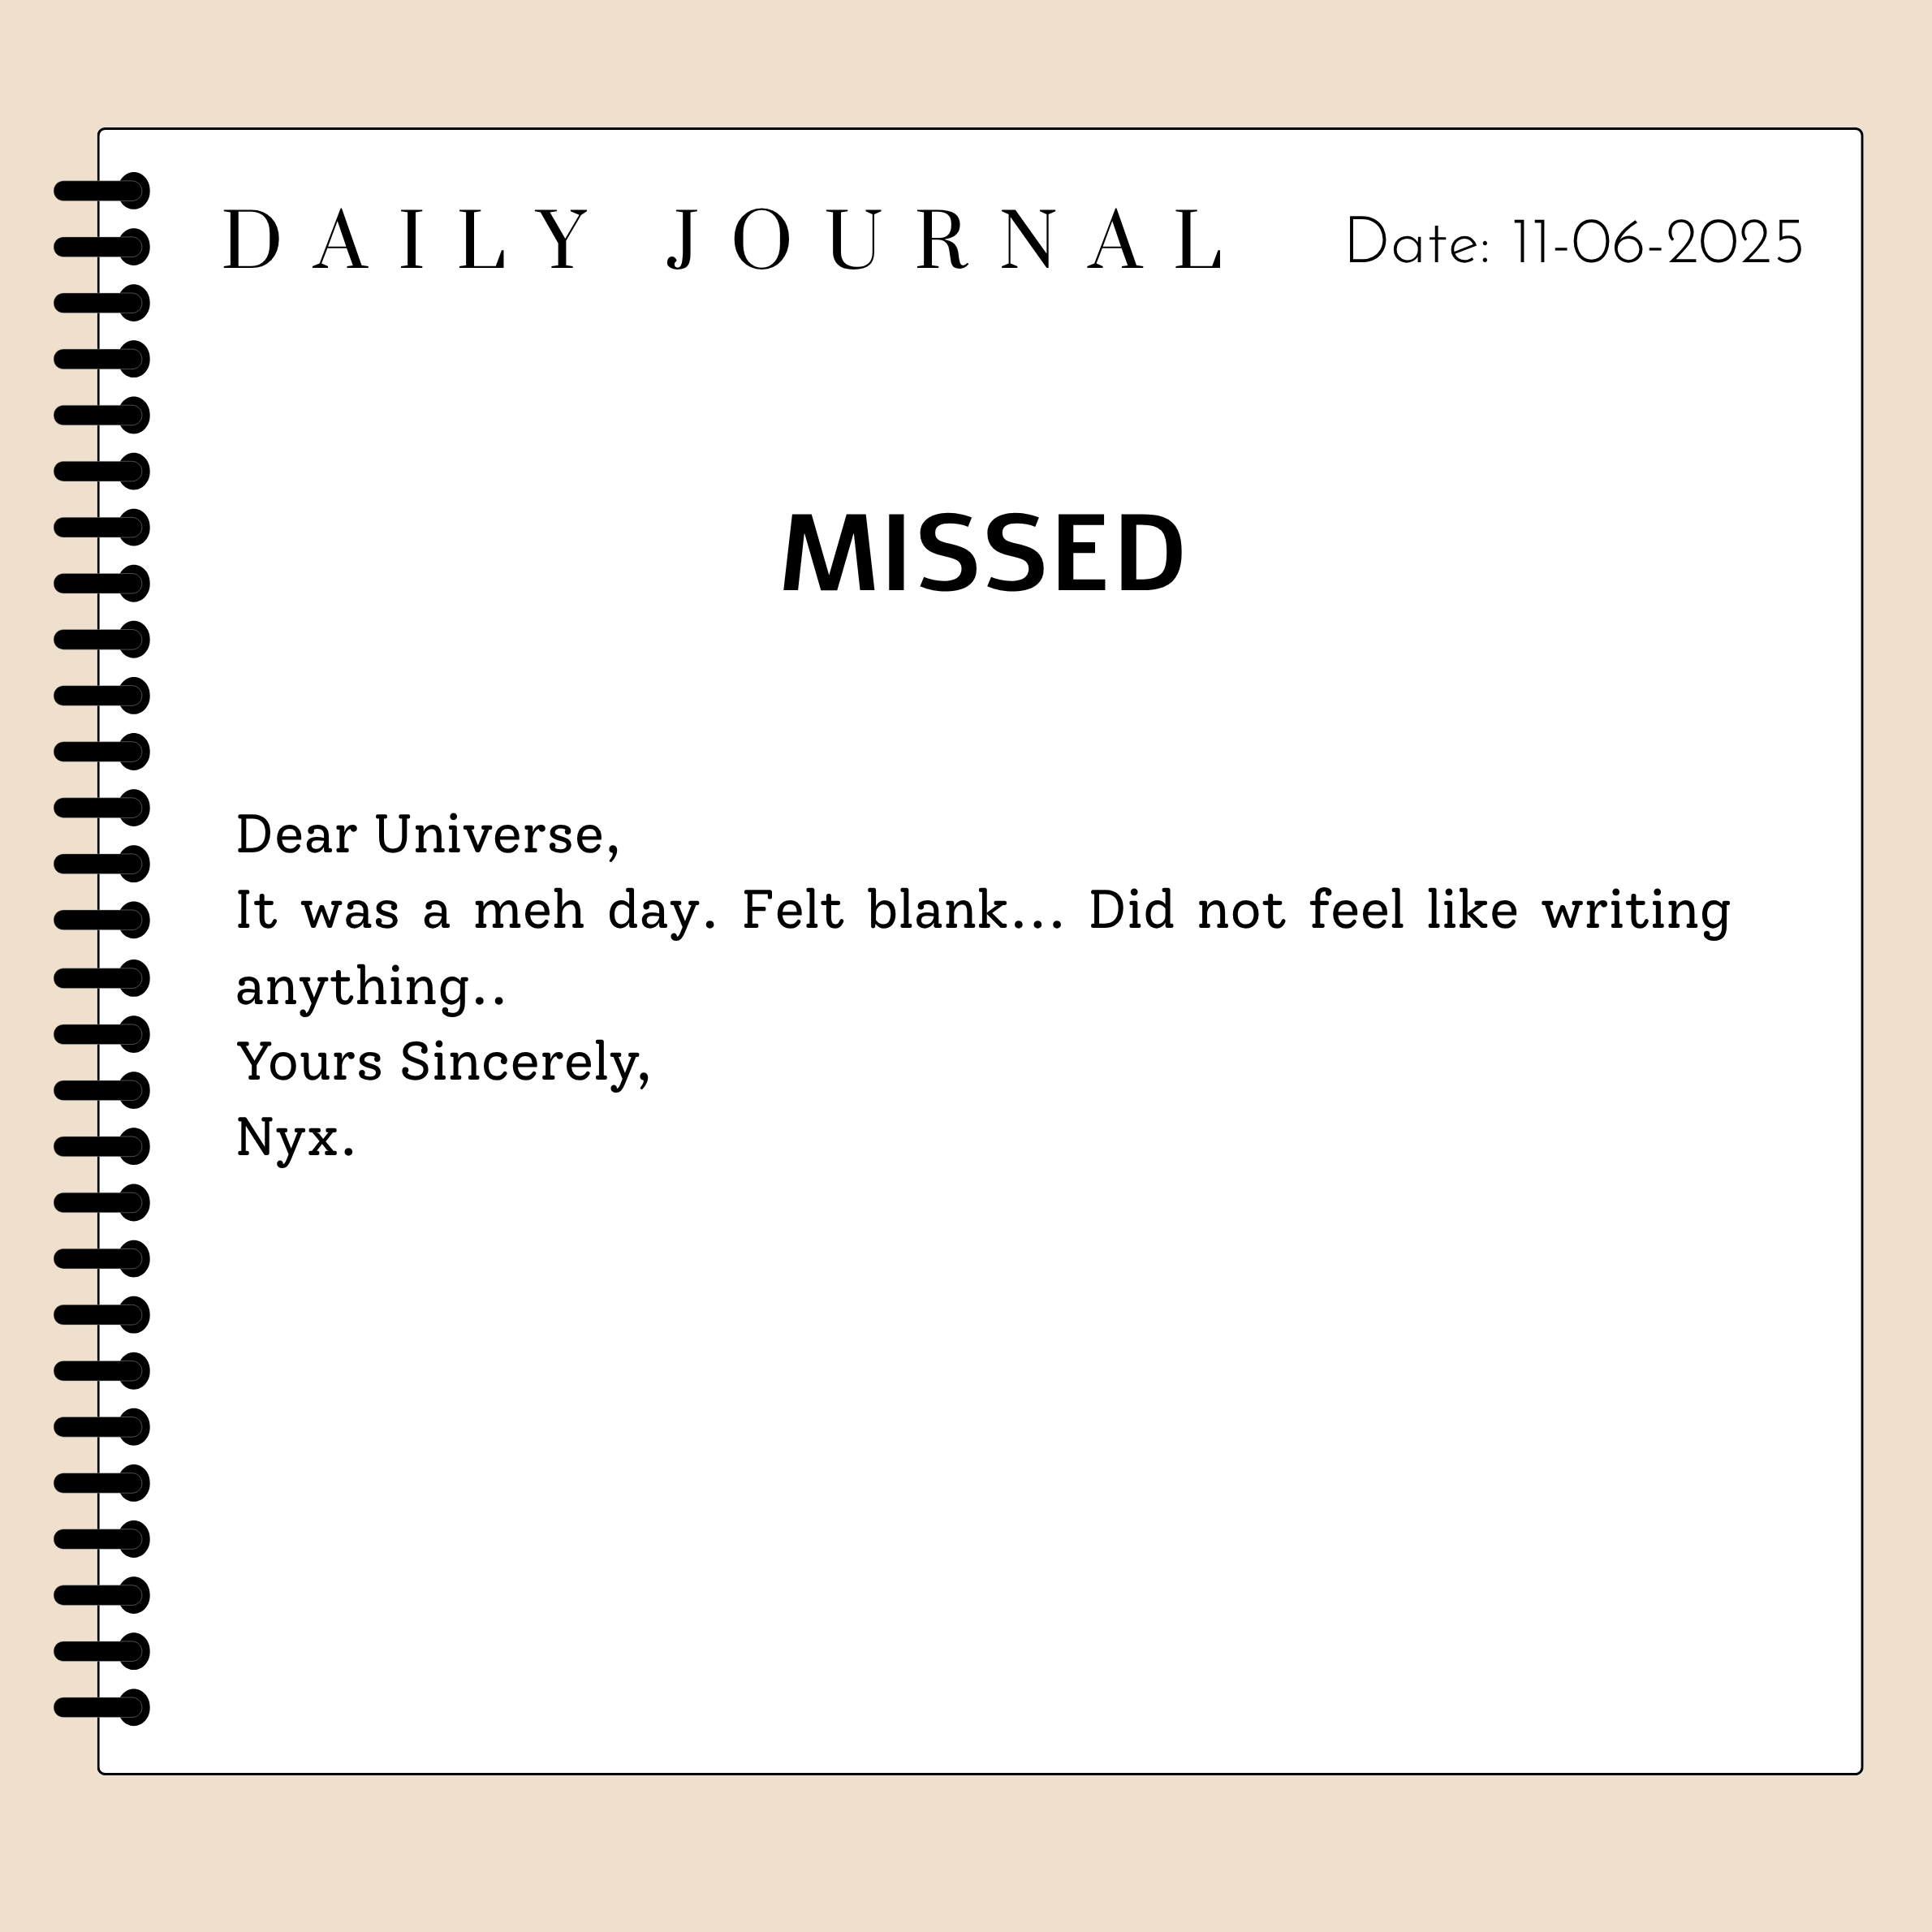 DAILY JOURNAL Date: 11-06-2025
MISSED
Dear Universe,
It was a meh day. Felt blank... Did not feel like writing
anything..
Yours Sincerely,
Nyx.